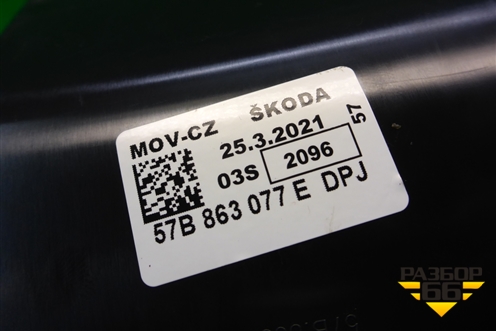 MOV-CZ ŠKODA
25.3.2021 57
03S 2096
57B 863 077 E DPJ
РАЗБОР
66